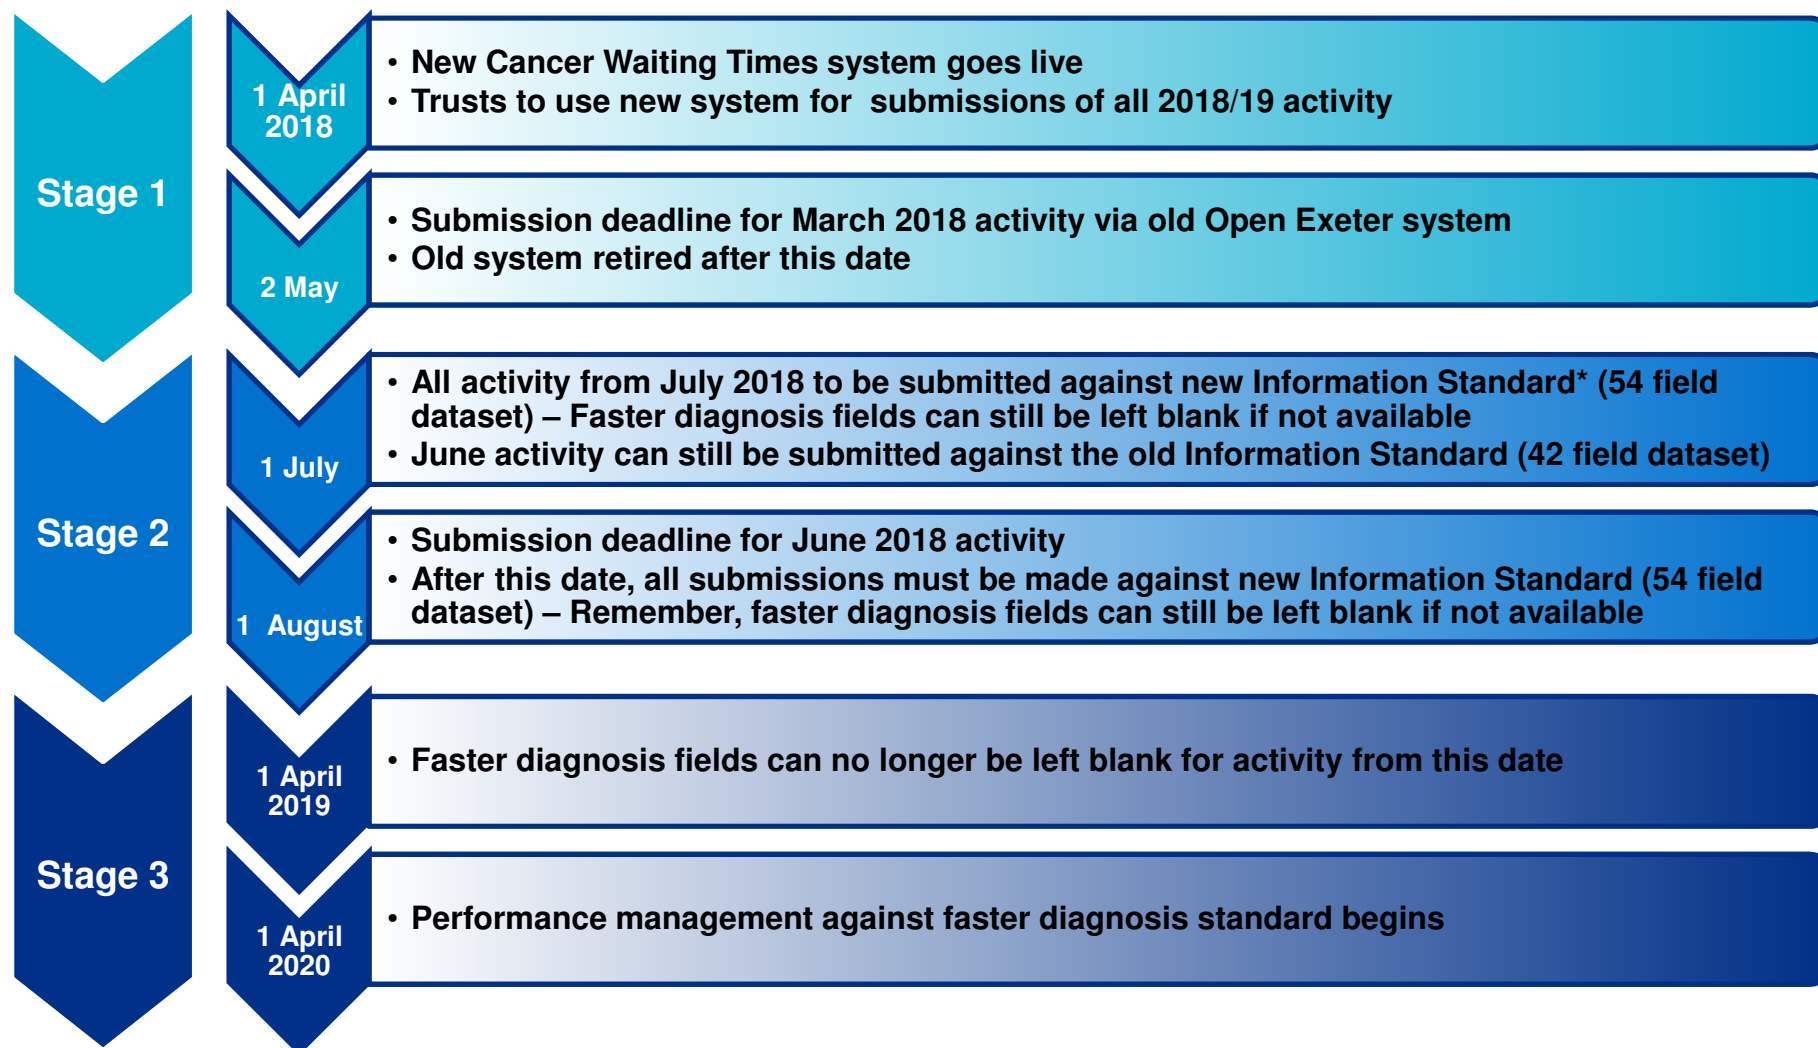 Stage 1
1 April
2018
• New Cancer Waiting Times system goes live
• Trusts to use new system for  submissions of all 2018/19 activity
2 May
• Submission deadline for March 2018 activity via old Open Exeter system
• Old system retired after this date
Stage 2
1 July
• All activity from July 2018 to be submitted against new Information Standard* (54 field
dataset) – Faster diagnosis fields can still be left blank if not available
• June activity can still be submitted against the old Information Standard (42 field dataset)
1  August
• Submission deadline for June 2018 activity
• After this date, all submissions must be made against new Information Standard (54 field
dataset) – Remember, faster diagnosis fields can still be left blank if not available
Stage 3
1 April
2019
• Faster diagnosis fields can no longer be left blank for activity from this date
1 April
2020
• Performance management against faster diagnosis standard begins